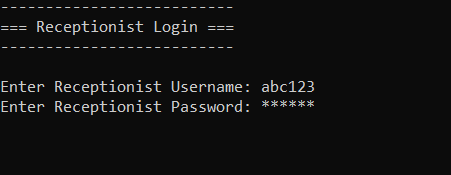 --------------------------
=== Receptionist Login ===
--------------------------
Enter Receptionist Username: abc123
Enter Receptionist Password: ******